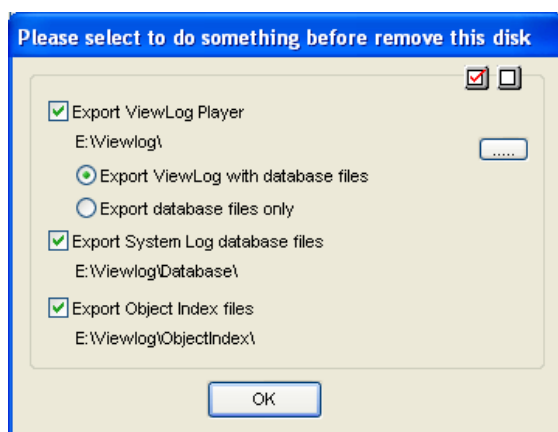 Please select to do something before remove this disk
Export ViewLog Player
E:\Viewlog\
.....
Export ViewLog with database files
Export database files only
Export System Log database files
E:\Viewlog\Database\
Export Object Index files
E:\Viewlog\ObjectIndex\
OK